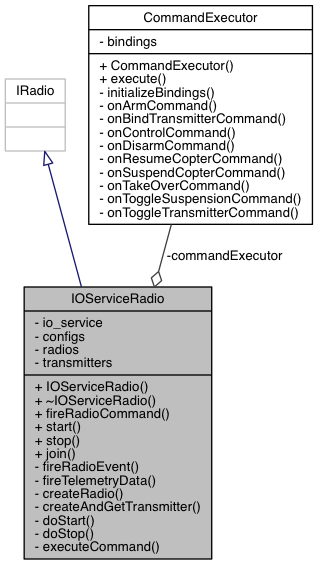 CommandExecutor
- bindings
+ CommandExecutor()
+ execute()
- initializeBindings()
- onArmCommand()
- onBindTransmitterCommand()
- onControlCommand()
- onDisarmCommand()
- onResumeCopterCommand()
- onSuspendCopterCommand()
- onTakeOverCommand()
- onToggleSuspensionCommand()
- onToggleTransmitterCommand()
IRadio
-commandExecutor
IOServiceRadio
- io_service
- configs
- radios
- transmitters
+ IOServiceRadio()
+ ~IOServiceRadio()
+ fireRadioCommand()
+ start()
+ stop()
+ join()
- fireRadioEvent()
- fireTelemetryData()
- createRadio()
- createAndGetTransmitter()
- doStart()
- doStop()
- executeCommand()